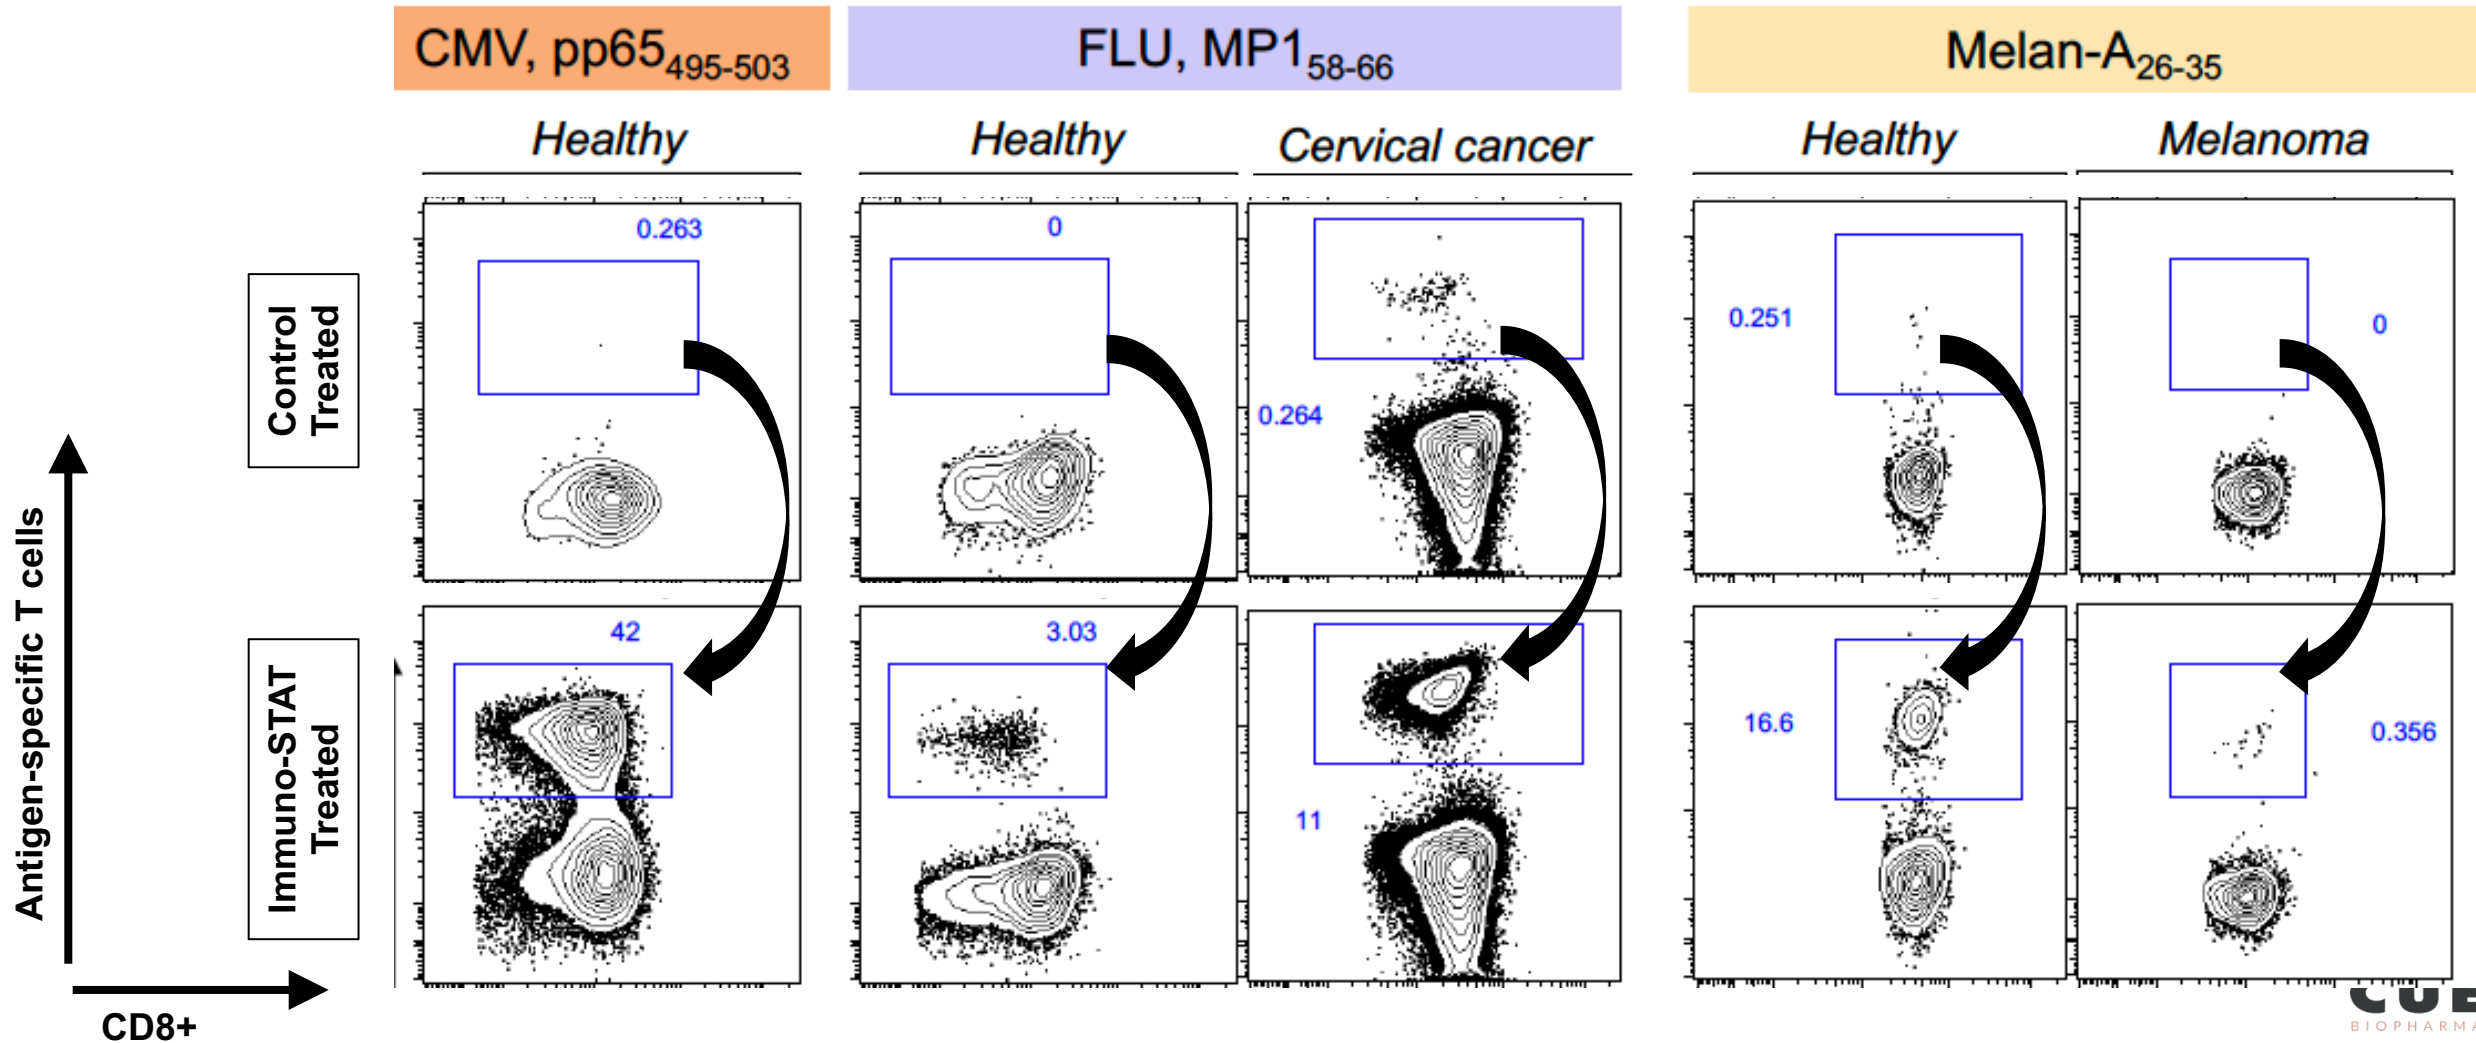 CMV, pp65495-503
FLU, MP158-66
Melan-A26-35
Healthy
Healthy
Cervical cancer
Healthy
Melanoma
Control
Treated
0.263
0
0.264
0.251
0
Immuno-STAT
Treated
42
3.03
11
16.6
0.356
Antigen-specific T cells
CD8+
BIOPHARMA